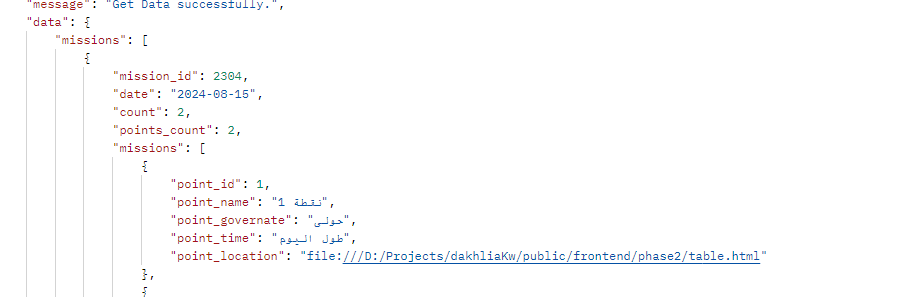 "message": "Get Data successfully.",
"data": {
"missions": [
{
"mission_id": 2304,
"date": "2024-08-15",
"count": 2,
"points_count": 2,
"missions": [
{
"point_id": 1,
"point_name": "نقطة 1",
"point_governate": "حولى",
"point_time": "طول اليوم",
"point_location": "file:///D:/Projects/dakhliaKw/public/frontend/phase2/table.html"
},
{